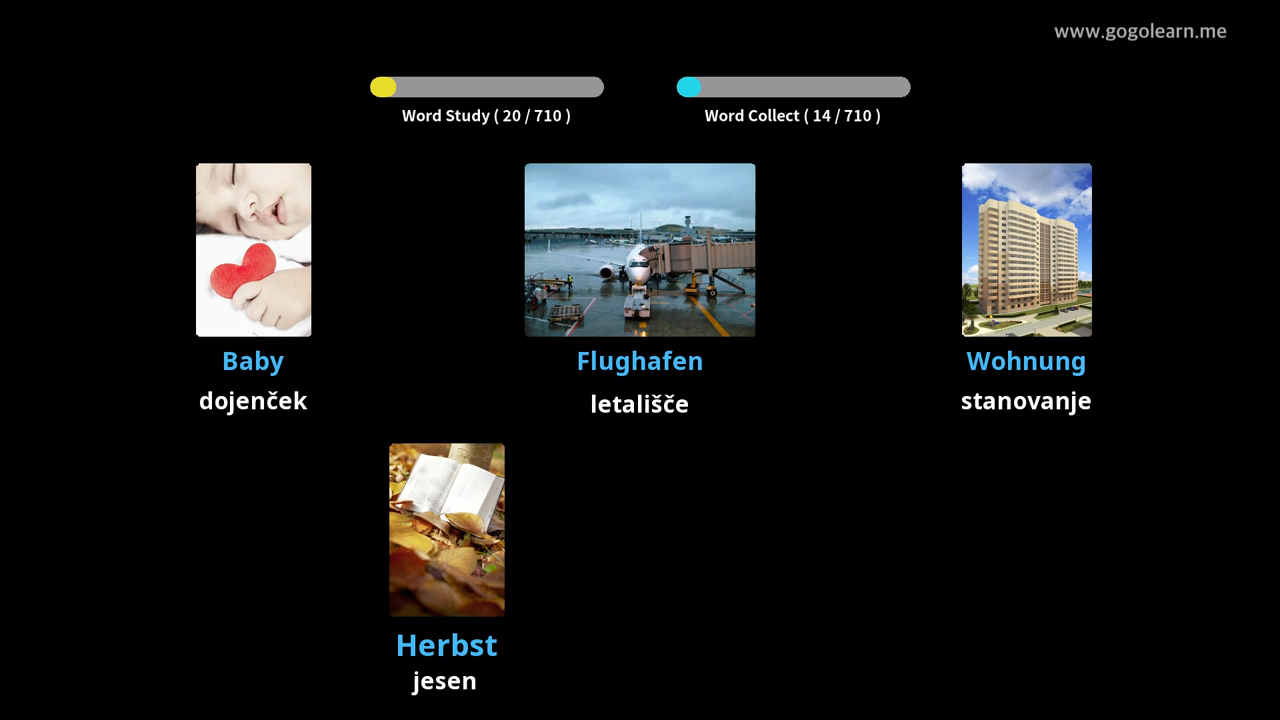 www.gogolearn.me
Word Study ( 20 / 710 )
Word Collect ( 14 / 710 )
Baby
dojenček
Flughafen
letališče
Wohnung
stanovanje
Herbst
jesen